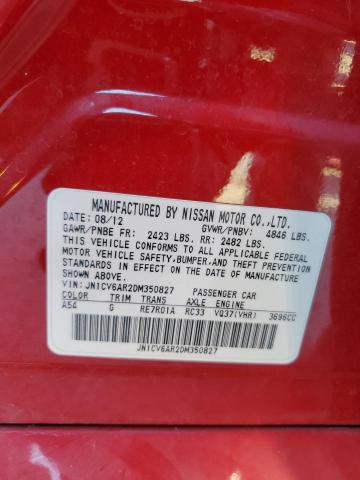 MANUFACTURED BY NISSAN MOTOR CO.,LTD.
DATE: 08/12 GVWR/PNBV: 4846 LBS.
GAWR/PNBE FR: 2423 LBS. RR: 2482 LBS.
THIS VEHICLE CONFORMS TO ALL APPLICABLE FEDERAL
MOTOR VEHICLE SAFETY, BUMPER, AND THEFT PREVENTION
STANDARDS IN EFFECT ON THE DATE OF MANUFACTURE
SHOWN ABOVE.
VIN: JN1CV6AR2DM350827 PASSENGER CAR
COLOR TRIM TRANS AXLE ENGINE
A54 G RE7R01A RC33 VQ37(VHR) 3696CC
JN1CV6AR2DM350827